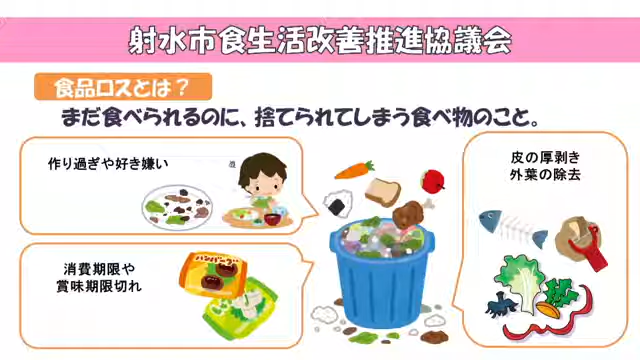 射水市食生活改善推進協議会
食品ロスとは？
まだ食べられるのに、捨てられてしまう食べ物のこと。
作り過ぎや好き嫌い
皮の厚剥き
外葉の除去
消費期限や
賞味期限切れ
ハンバーグ